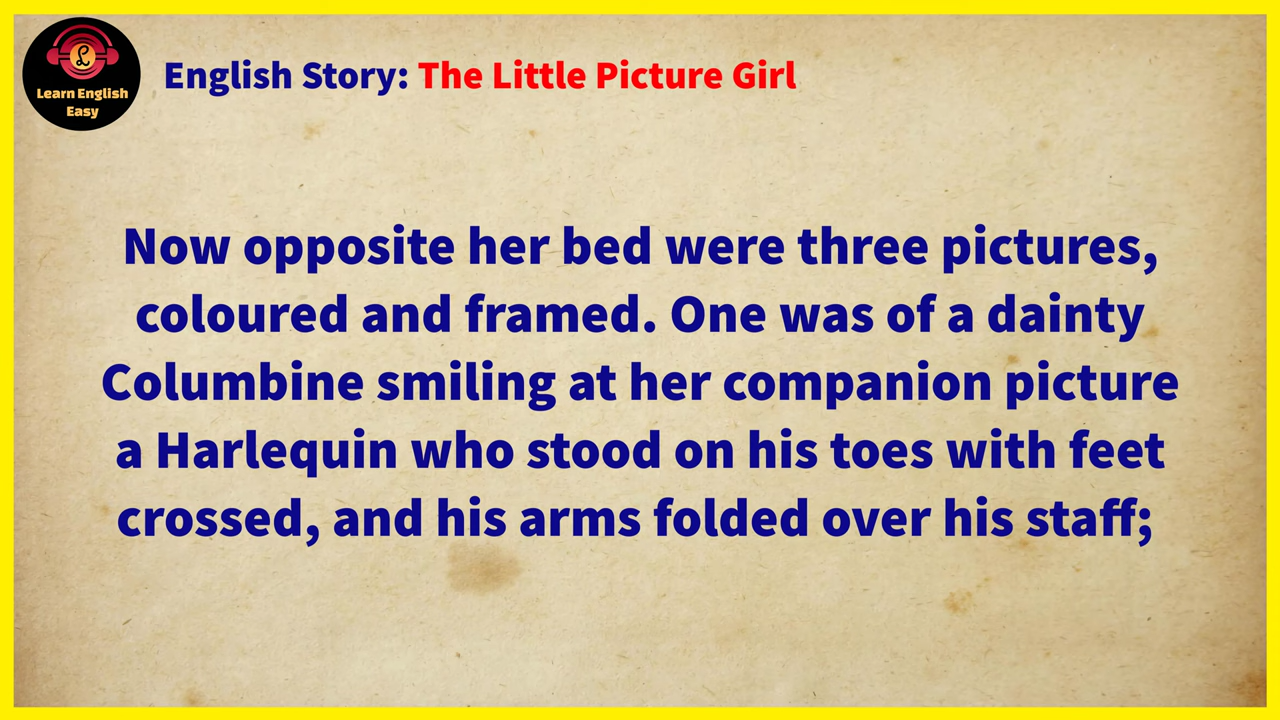 Learn English
Easy
English Story: The Little Picture Girl
Now opposite her bed were three pictures,
coloured and framed. One was of a dainty
Columbine smiling at her companion picture
a Harlequin who stood on his toes with feet
crossed, and his arms folded over his staff;